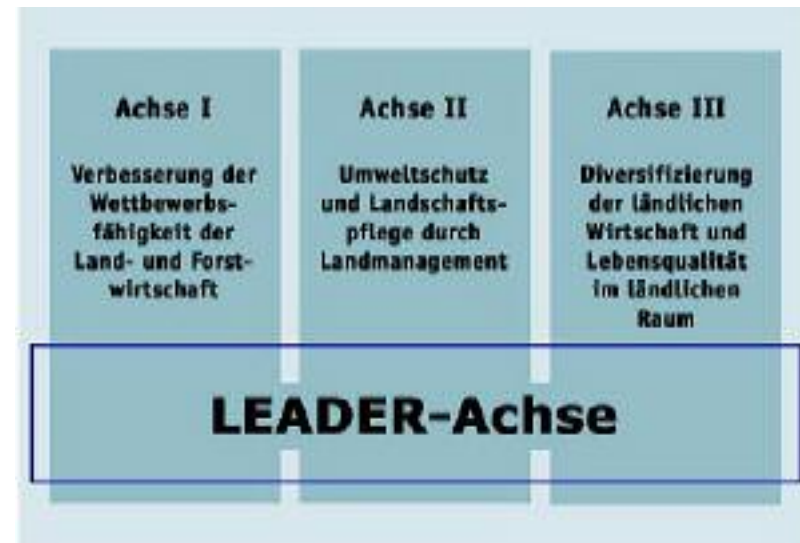 Achse I
Verbesserung der
Wettbewerbs-
fähigkeit der
Land- und Forst-
wirtschaft
Achse II
Umweltschutz
und Landschafts-
pflege durch
Landmanagement
Achse III
Diversifizierung
der ländlichen
Wirtschaft und
Lebensqualität
im ländlichen
Raum
LEADER-Achse